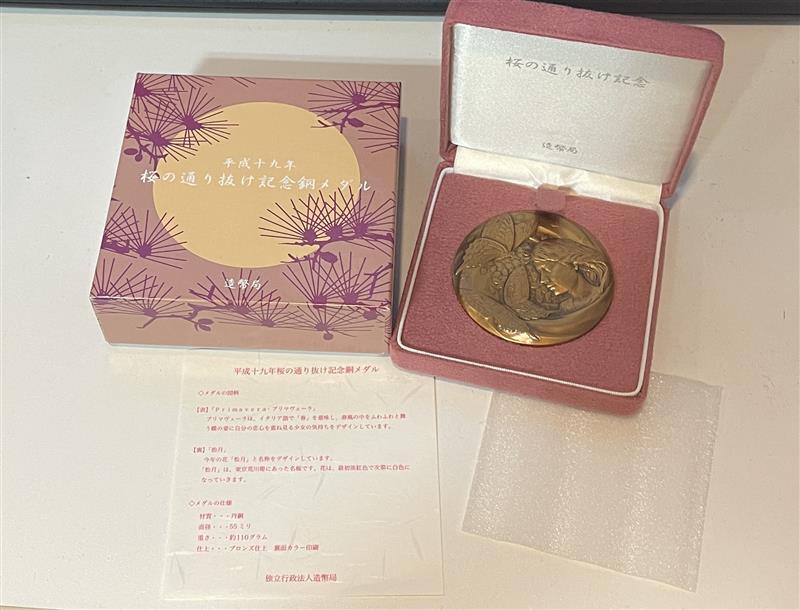 平成十九年
桜の通り抜け記念銅メダル
造幣局
桜の通り抜け記念
造幣局
平成十九年桜の通り抜け記念銅メダル
◇メダルの図柄
【表】「Primavera・プリマヴェーラ」
プリマヴェーラは、イタリア語で「春」を意味し、春風の中をふわふわと舞
う蝶の姿に自分の恋心を重ね見る少女の気持ちをデザインしています。
【裏】「松月」
今年の花「松月」と名称をデザインしています。
「松月」は、東京荒川堤にあった名桜です。花は、最初淡紅色で次第に白色に
なっていきます。
◇メダルの仕様
材質・・・丹銅
直径・・・55ミリ
重さ・・・約110グラム
仕上・・・ブロンズ仕上 裏面カラー印刷
独立行政法人造幣局